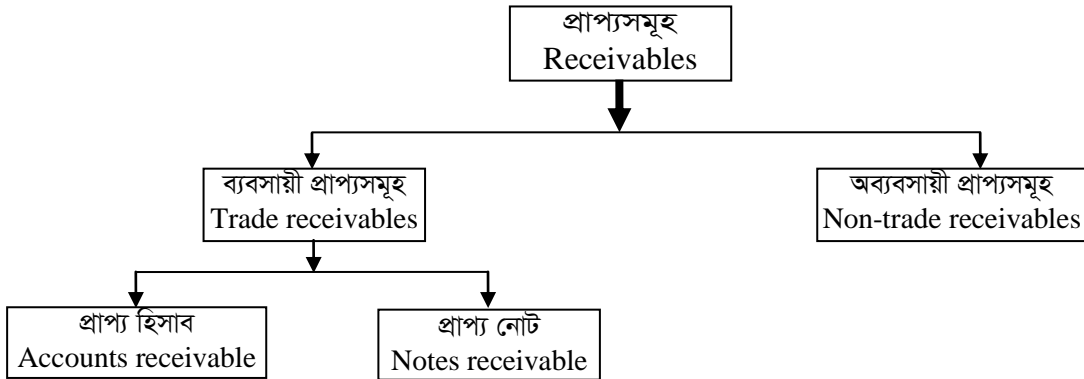 প্রাপ্যসমূহ
Receivables
ব্যবসায়ী প্রাপ্যসমূহ
Trade receivables
অব্যবসায়ী প্রাপ্যসমূহ
Non-trade receivables
প্রাপ্য হিসাব
Accounts receivable
প্রাপ্য নোট
Notes receivable